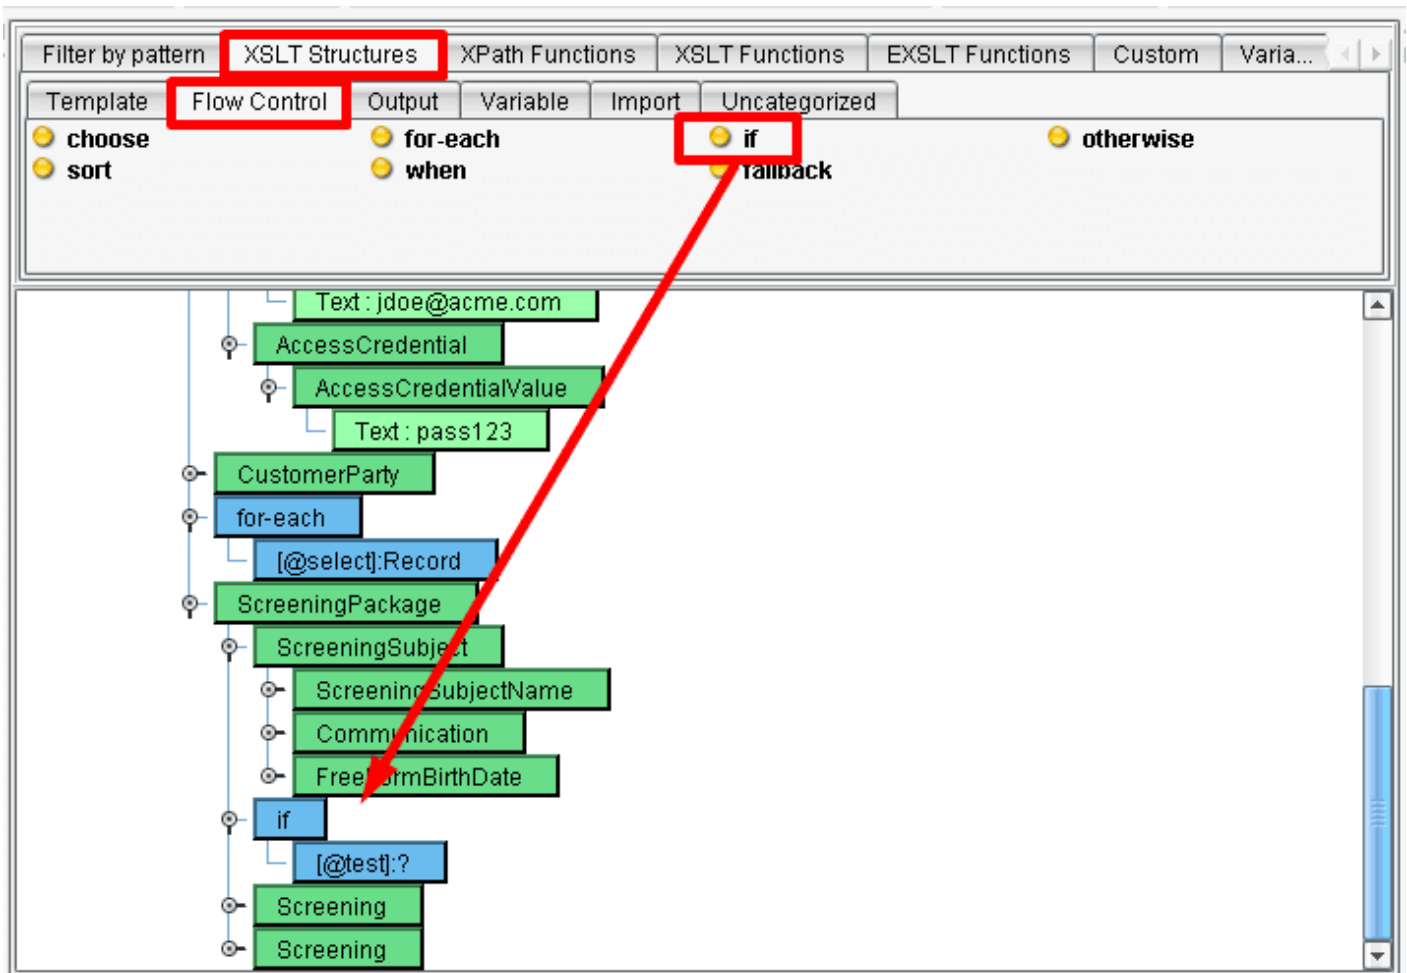 Filter by pattern XSLT Structures XPath Functions XSLT Functions EXSLT Functions Custom Varia...
Template Flow Control Output Variable Import Uncategorized
choose for-each if otherwise
sort when fallback
Text : jdoe@acme.com
AccessCredential
AccessCredentialValue
Text : pass123
CustomerParty
for-each
[@select]:Record
ScreeningPackage
ScreeningSubject
ScreeningSubjectName
Communication
FreeFormBirthDate
if
[@test]:?
Screening
Screening